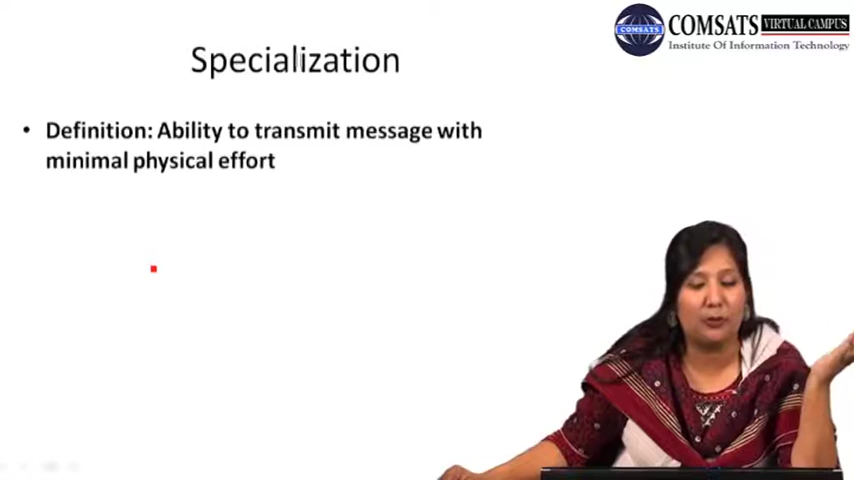 COMSATS VIRTUAL CAMPUS
Institute Of Information Technology
COMSATS
Specialization
• Definition: Ability to transmit message with
minimal physical effort